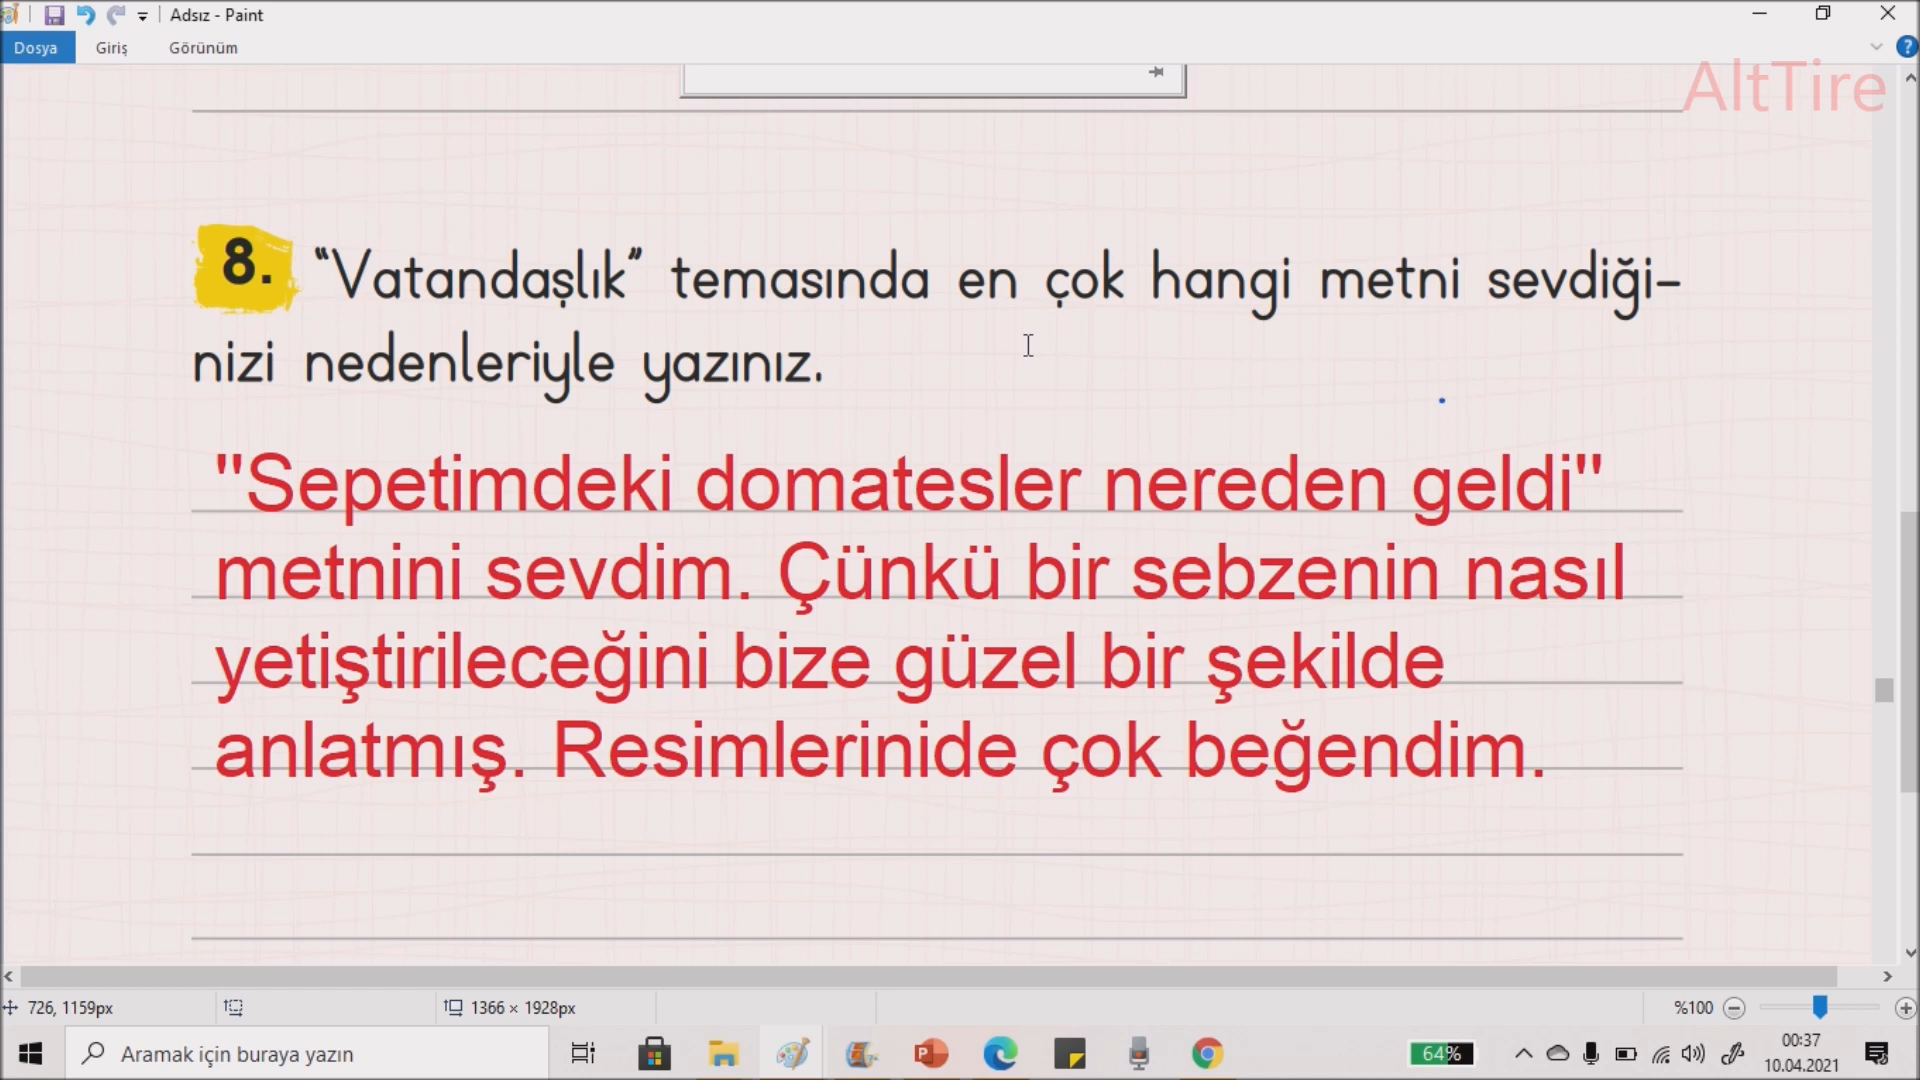 Adsız - Paint
Dosya Giriş Görünüm
AltTire
8. “Vatandaşlık” temasında en çok hangi metni sevdiği-
nizi nedenleriyle yazınız.
"Sepetimdeki domatesler nereden geldi"
metnini sevdim. Çünkü bir sebzenin nasıl
yetiştirileceğini bize güzel bir şekilde
anlatmış. Resimlerinide çok beğendim.
726, 1159px 1366 × 1928px %100
Aramak için buraya yazın 64% 00:37
10.04.2021